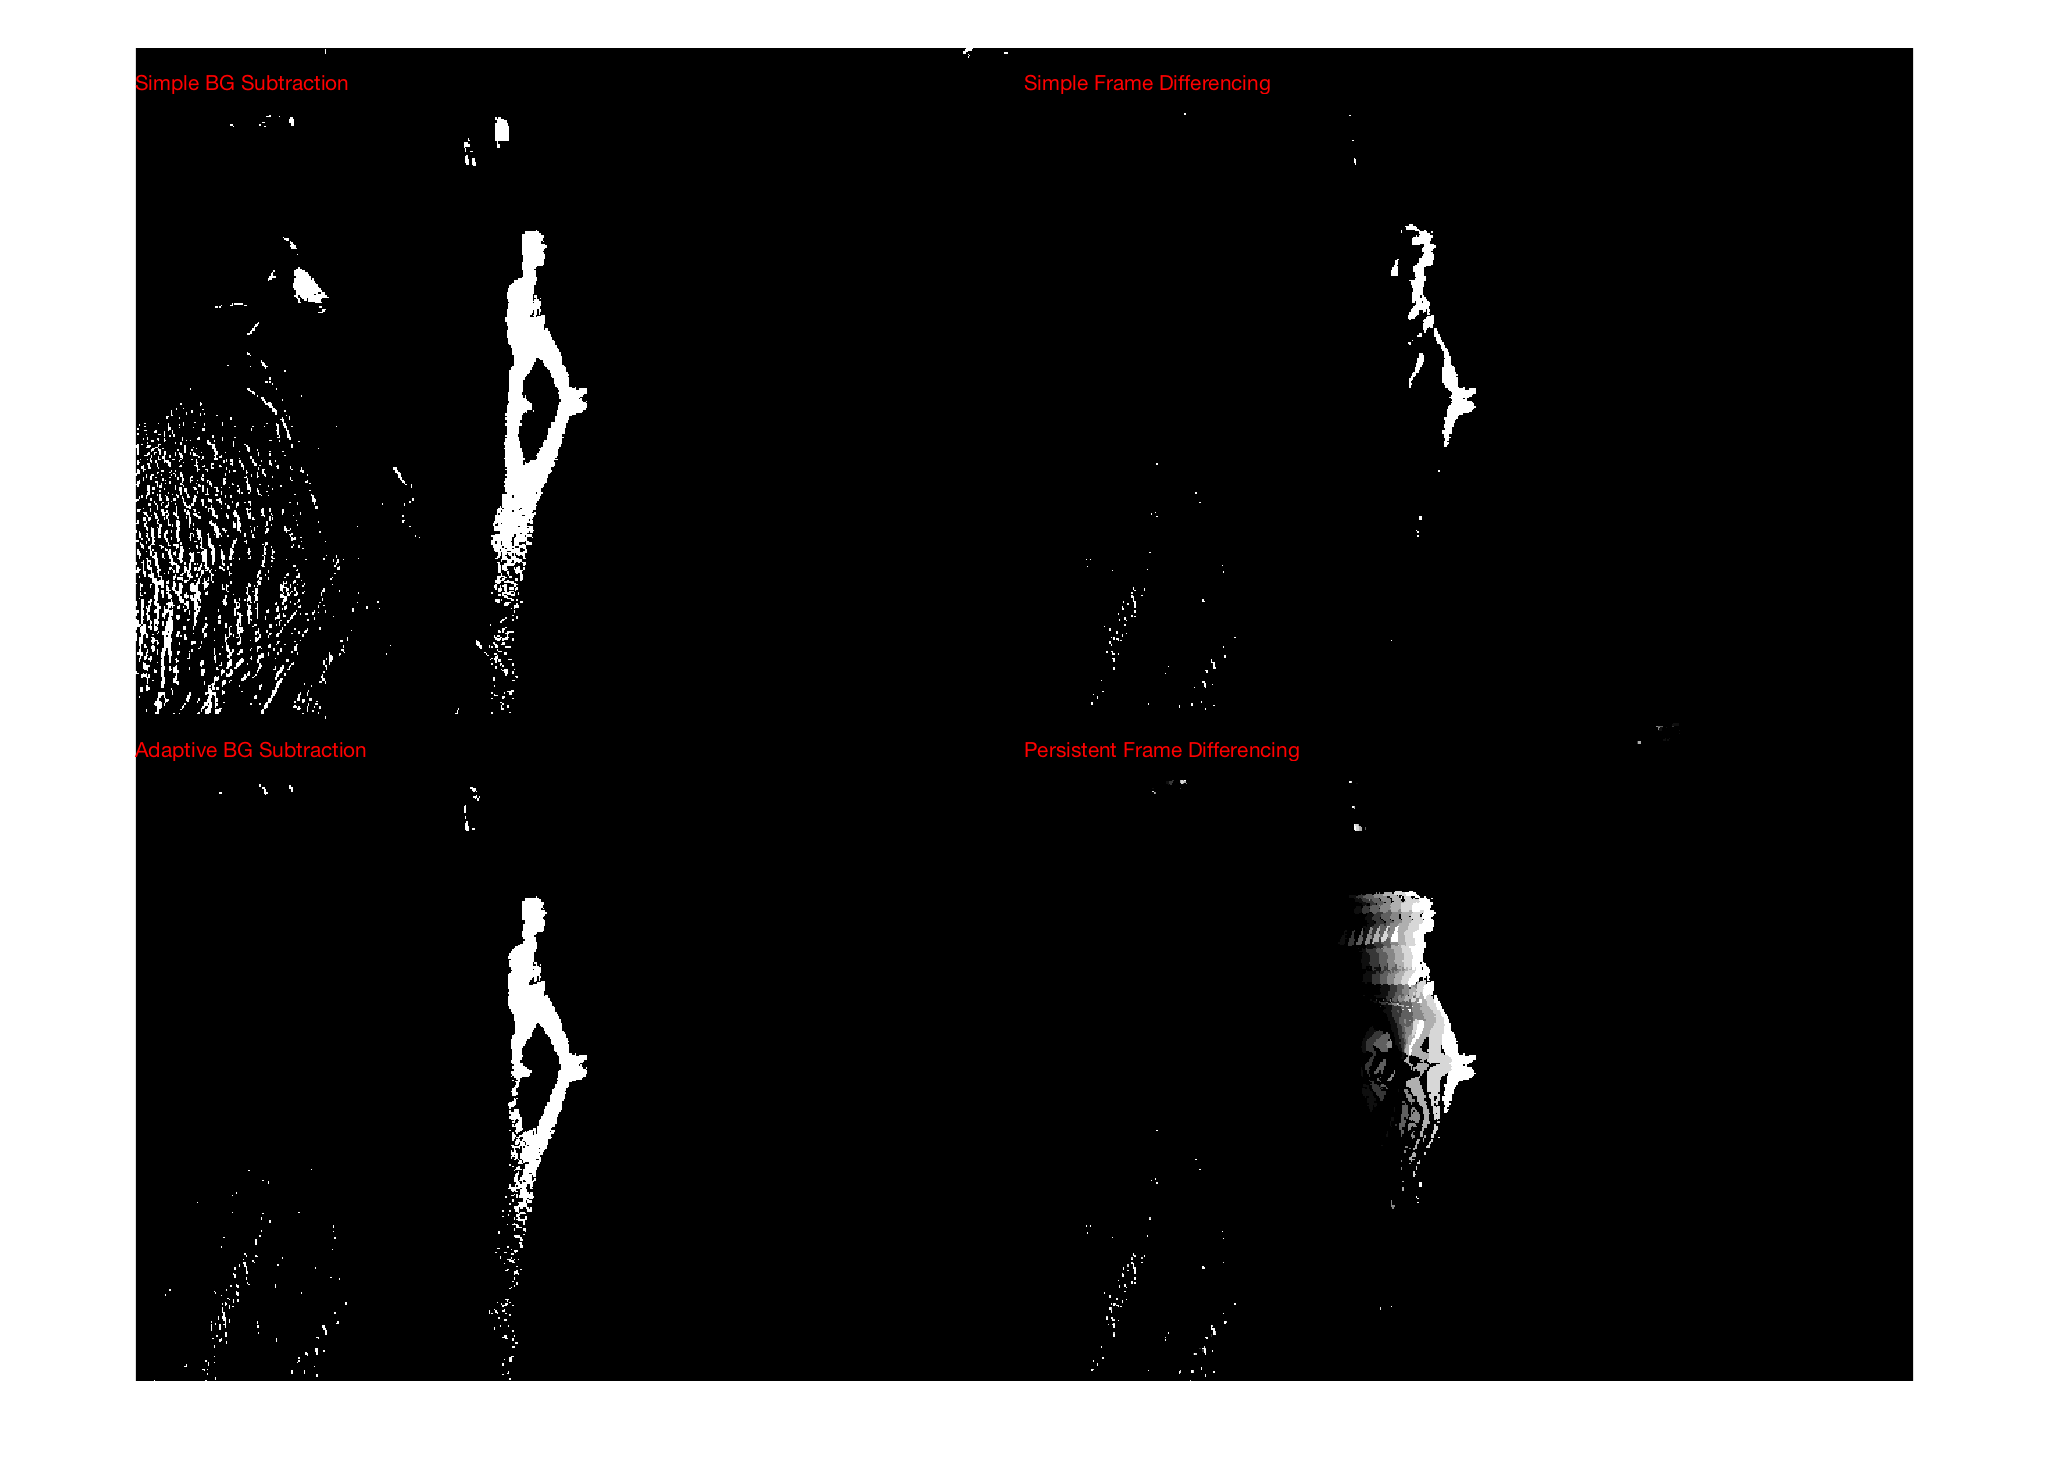 Simple BG Subtraction
Simple Frame Differencing
Adaptive BG Subtraction
Persistent Frame Differencing